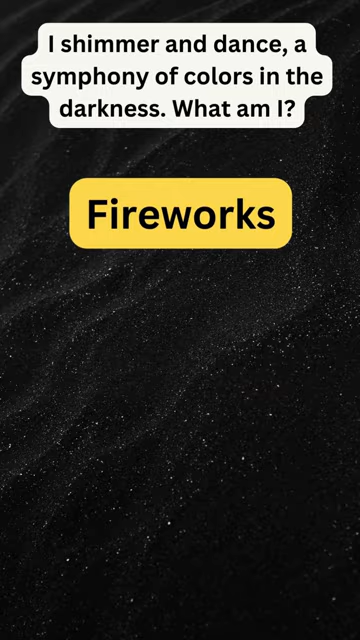 I shimmer and dance, a
symphony of colors in the
darkness. What am I?
Fireworks